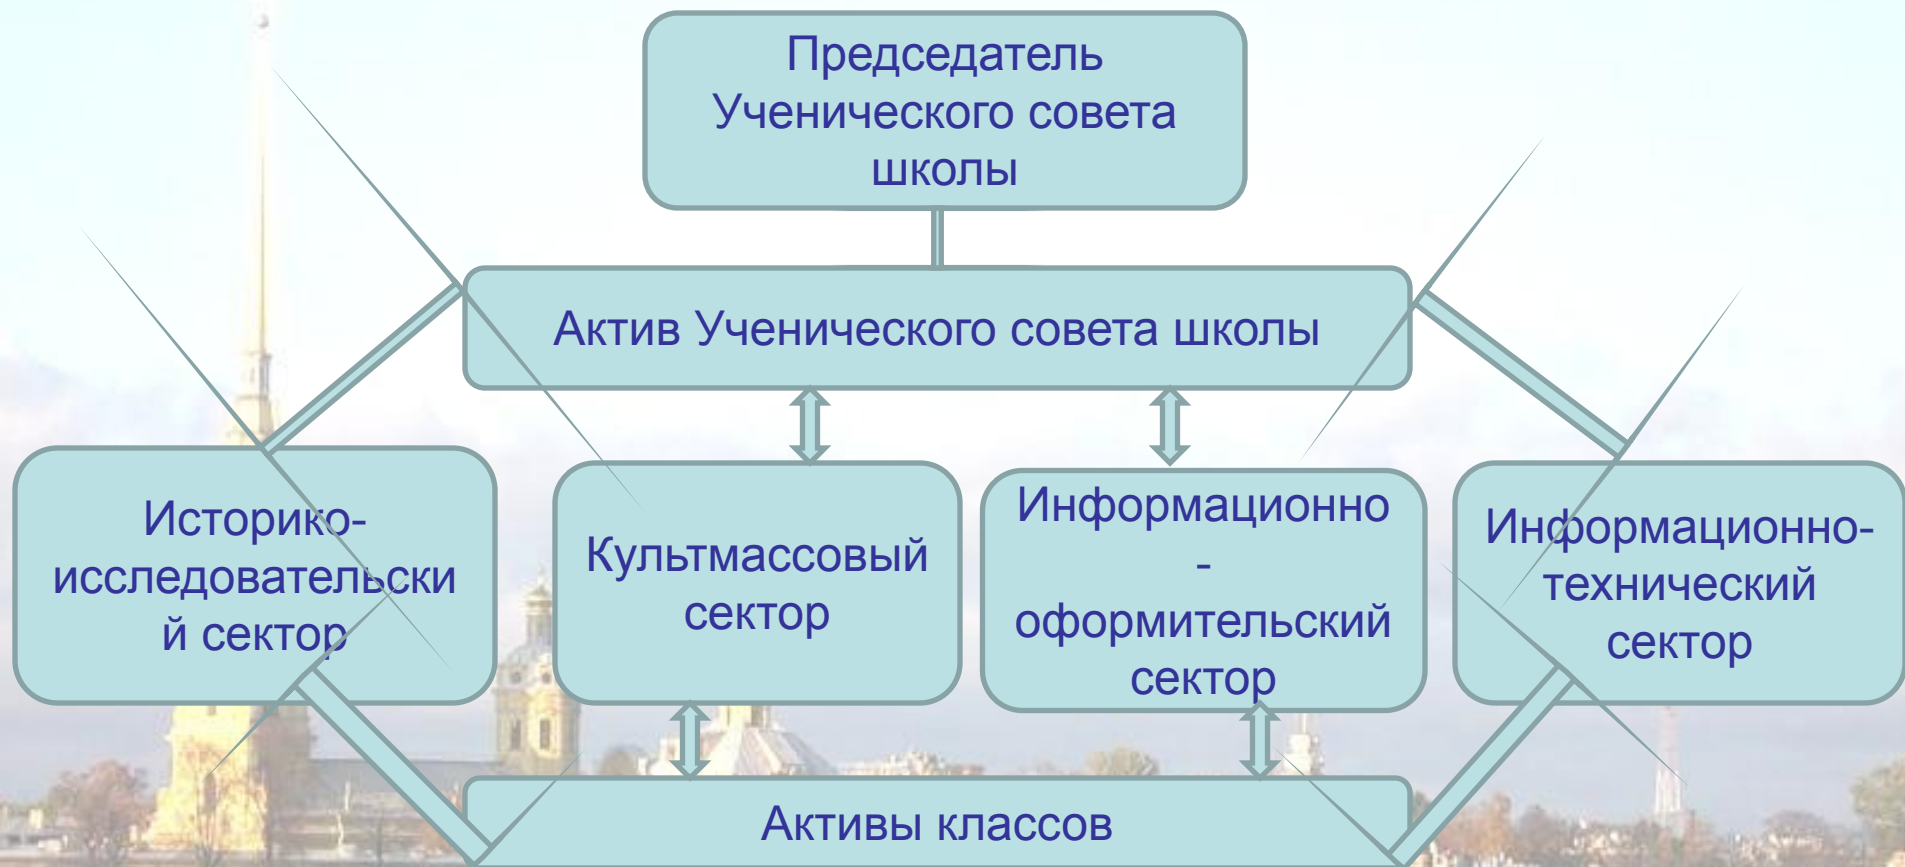 Председатель
Ученического совета
школы
Актив Ученического совета школы
Историко-
исследовательски
й сектор
Культмассовый
сектор
Информационно
-
оформительский
сектор
Информационно-
технический
сектор
Активы классов